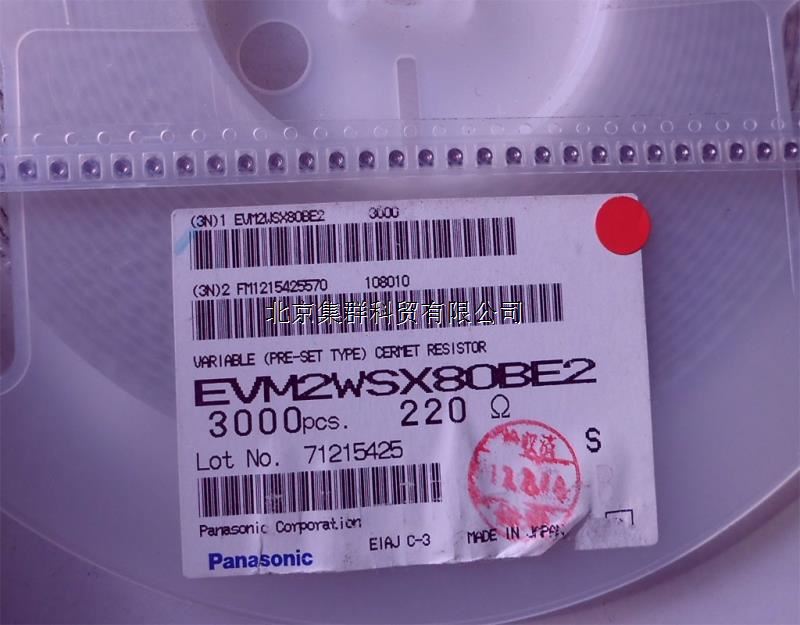 (3N)1 EVM2WSX80BE2 3000
(3N)2 FM1215425570 108010
北京集群科贸有限公司
VARIABLE (PRE-SET TYPE) CERMET RESISTOR
EVM2WSX80BE2
3000pcs. 220 Ω
S
Lot No. 71215425
Panasonic Corporation
EIAJ C-3 MADE IN JAPAN
Panasonic